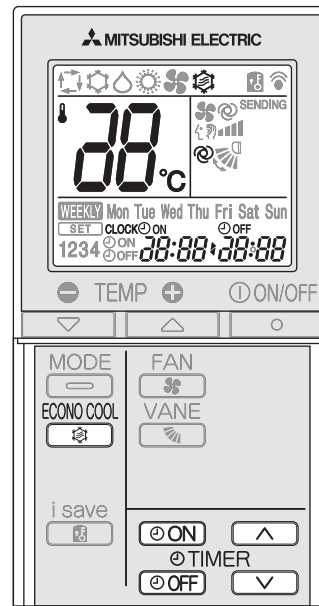 MITSUBISHI ELECTRIC
SENDING
88°C
WEEKLY Mon Tue Wed Thu Fri Sat Sun
SET CLOCK ON OFF
1234 ON OFF 88:88 88:88
TEMP ON/OFF
MODE FAN
ECONO COOL VANE
i save
ON
TIMER
OFF